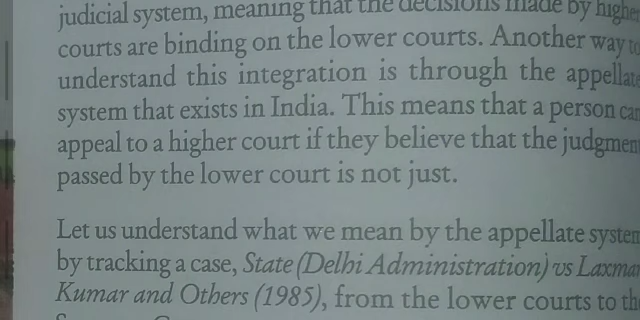 judicial system, meaning that the decisions made by higher
courts are binding on the lower courts. Another way to
understand this integration is through the appellate
system that exists in India. This means that a person can
appeal to a higher court if they believe that the judgment
passed by the lower court is not just.
Let us understand what we mean by the appellate system
by tracking a case, State (Delhi Administration) vs Laxman
Kumar and Others (1985), from the lower courts to the